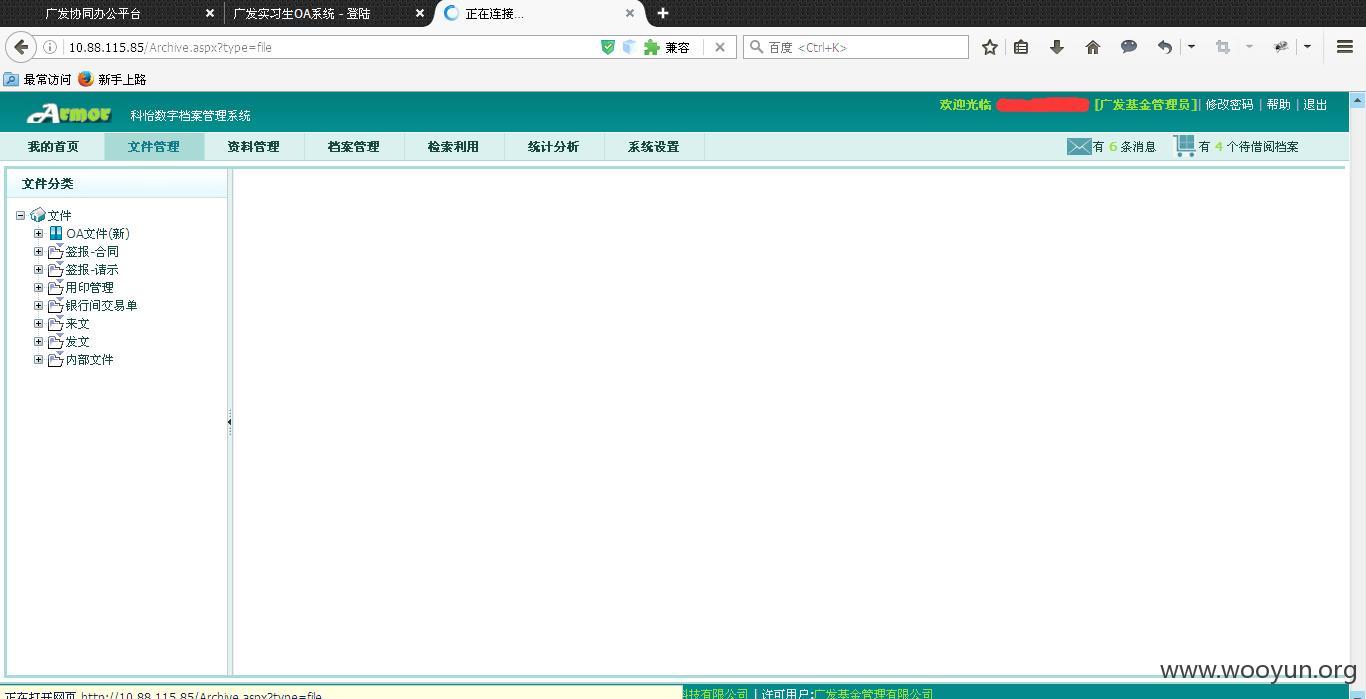 广发协同办公平台 广发实习生OA系统 - 登陆 正在连接...
10.88.115.85/Archive.aspx?type=file 兼容 百度 <Ctrl+K>
最常访问 新手上路
Armor 科怡数字档案管理系统 欢迎光临 [广发基金管理员]| 修改密码 | 帮助 | 退出
我的首页 文件管理 资料管理 档案管理 检索利用 统计分析 系统设置 有 6 条消息 有 4 个待借阅档案
文件分类
文件
OA文件(新)
签报-合同
签报-请示
用印管理
银行间交易单
来文
发文
内部文件
www.wooyun.org
正在打开网页 http://10.88.115.85/Archive.aspx?type=file 科技有限公司 | 许可用户:广发基金管理有限公司